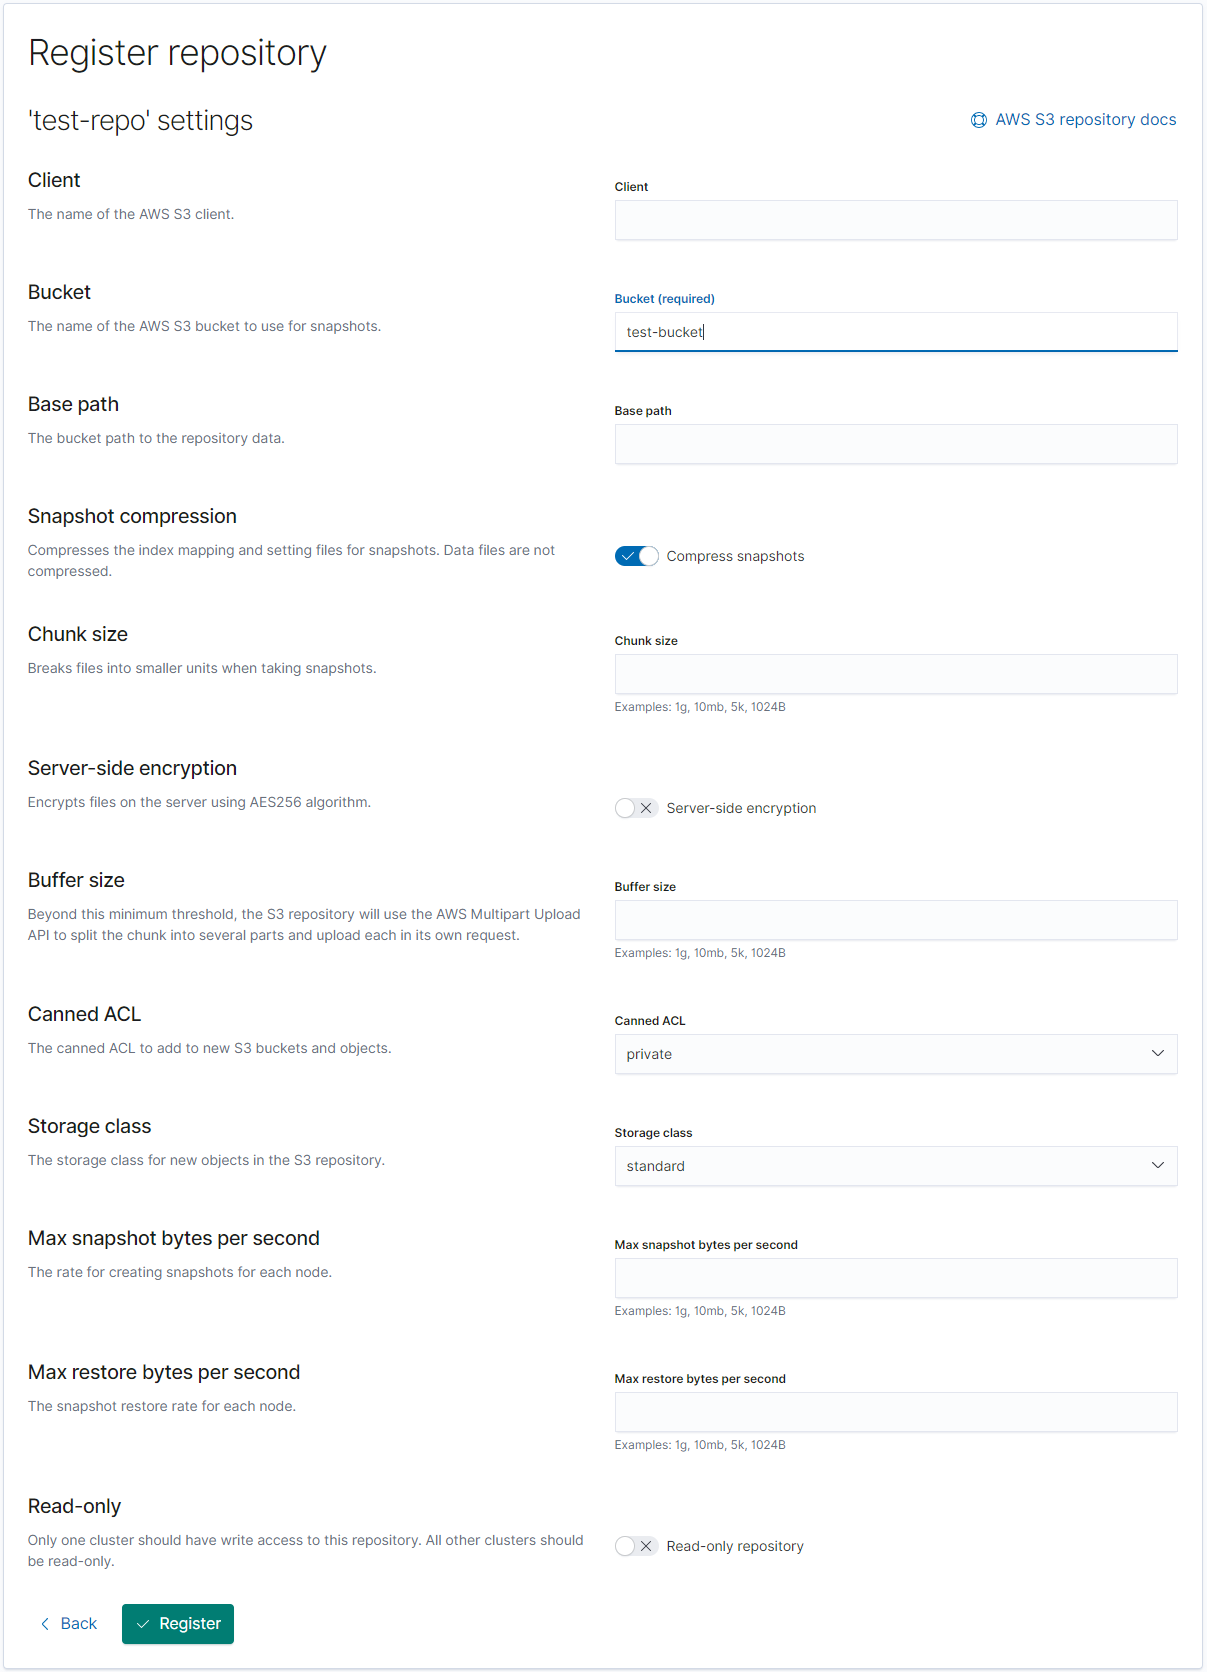 Register repository
'test-repo' settings
AWS S3 repository docs
Client
The name of the AWS S3 client.
Client
Bucket
The name of the AWS S3 bucket to use for snapshots.
Bucket (required)
test-bucket
Base path
The bucket path to the repository data.
Base path
Snapshot compression
Compresses the index mapping and setting files for snapshots. Data files are not
compressed.
Compress snapshots
Chunk size
Breaks files into smaller units when taking snapshots.
Chunk size
Examples: 1g, 10mb, 5k, 1024B
Server-side encryption
Encrypts files on the server using AES256 algorithm.
Server-side encryption
Buffer size
Beyond this minimum threshold, the S3 repository will use the AWS Multipart Upload
API to split the chunk into several parts and upload each in its own request.
Buffer size
Examples: 1g, 10mb, 5k, 1024B
Canned ACL
The canned ACL to add to new S3 buckets and objects.
Canned ACL
private
Storage class
The storage class for new objects in the S3 repository.
Storage class
standard
Max snapshot bytes per second
The rate for creating snapshots for each node.
Max snapshot bytes per second
Examples: 1g, 10mb, 5k, 1024B
Max restore bytes per second
The snapshot restore rate for each node.
Max restore bytes per second
Examples: 1g, 10mb, 5k, 1024B
Read-only
Only one cluster should have write access to this repository. All other clusters should
be read-only.
Read-only repository
Back
Register